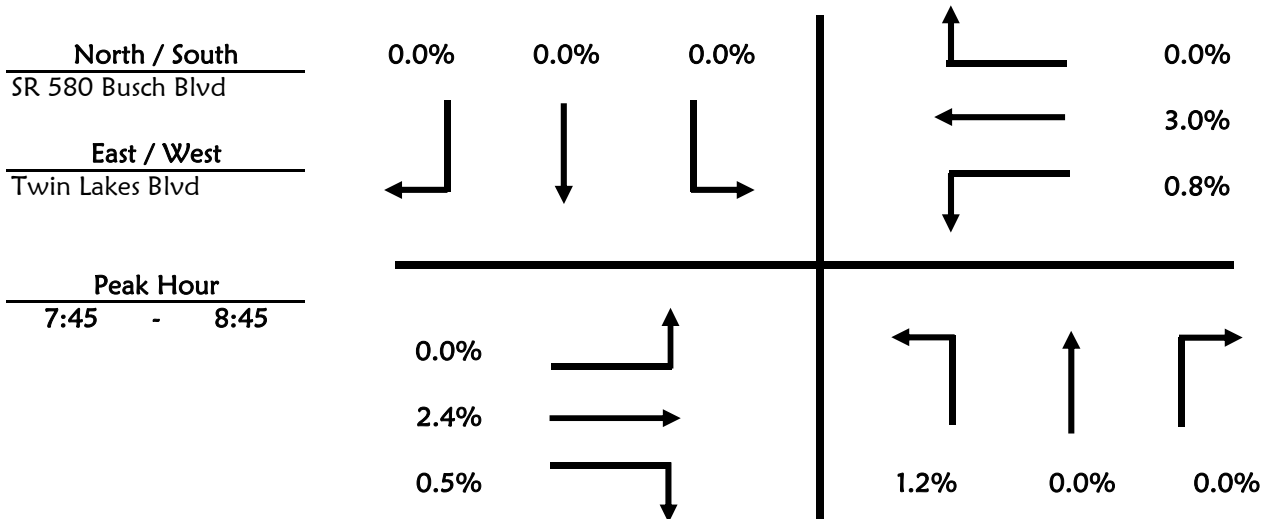 North / South
SR 580 Busch Blvd
East / West
Twin Lakes Blvd
Peak Hour
7:45 - 8:45
0.0% 0.0% 0.0%
0.0%
3.0%
0.8%
0.0%
2.4%
0.5%
1.2% 0.0% 0.0%